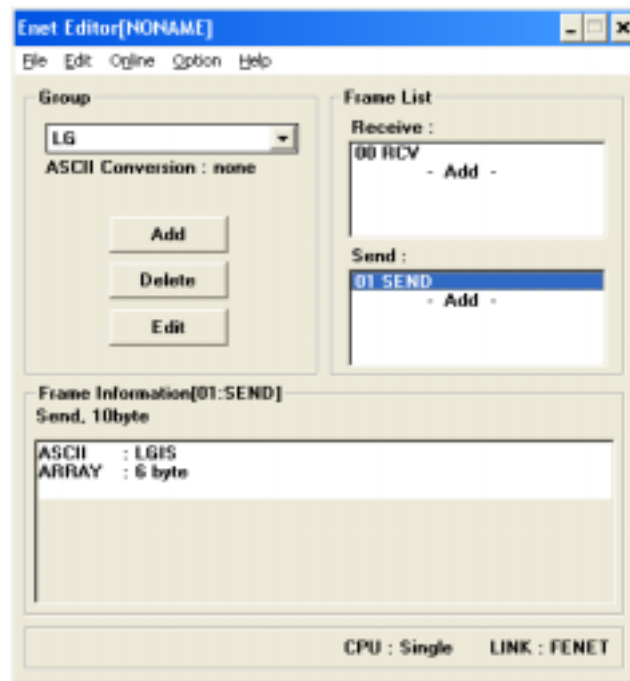 Enet Editor[NONAME]
File Edit Online Option Help
Group
LG
ASCII Conversion : none
Add
Delete
Edit
Frame List
Receive :
00 RCV
- Add -
Send :
01 SEND
- Add -
Frame Information[01:SEND]
Send, 10byte
ASCII : LGIS
ARRAY : 6 byte
CPU : Single LINK : FENET